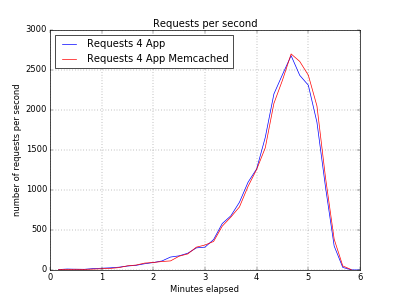 Requests per second
3000
2500
2000
1500
1000
500
0
number of requests per second
Requests 4 App
Requests 4 App Memcached
0 1 2 3 4 5 6
Minutes elapsed